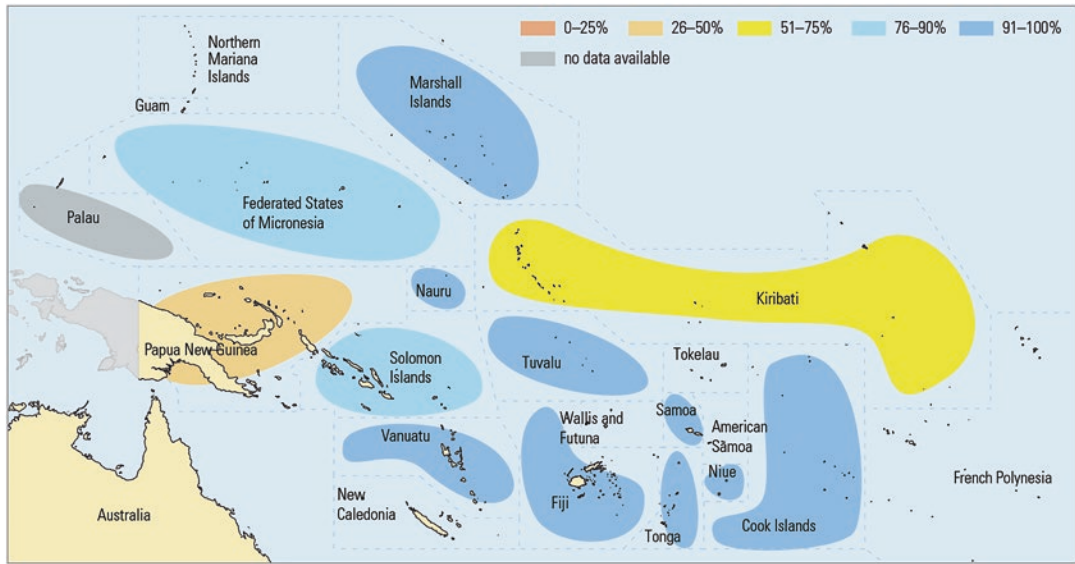 0–25%
26–50%
51–75%
76–90%
91–100%
no data available
Northern
Mariana
Islands
Guam
Marshall
Islands
Palau
Federated States
of Micronesia
Nauru
Kiribati
Papua New Guinea
Solomon
Islands
Tuvalu
Tokelau
Vanuatu
Wallis and
Futuna
Samoa
American
Samoa
Niue
New
Caledonia
Fiji
Tonga
Cook Islands
French Polynesia
Australia